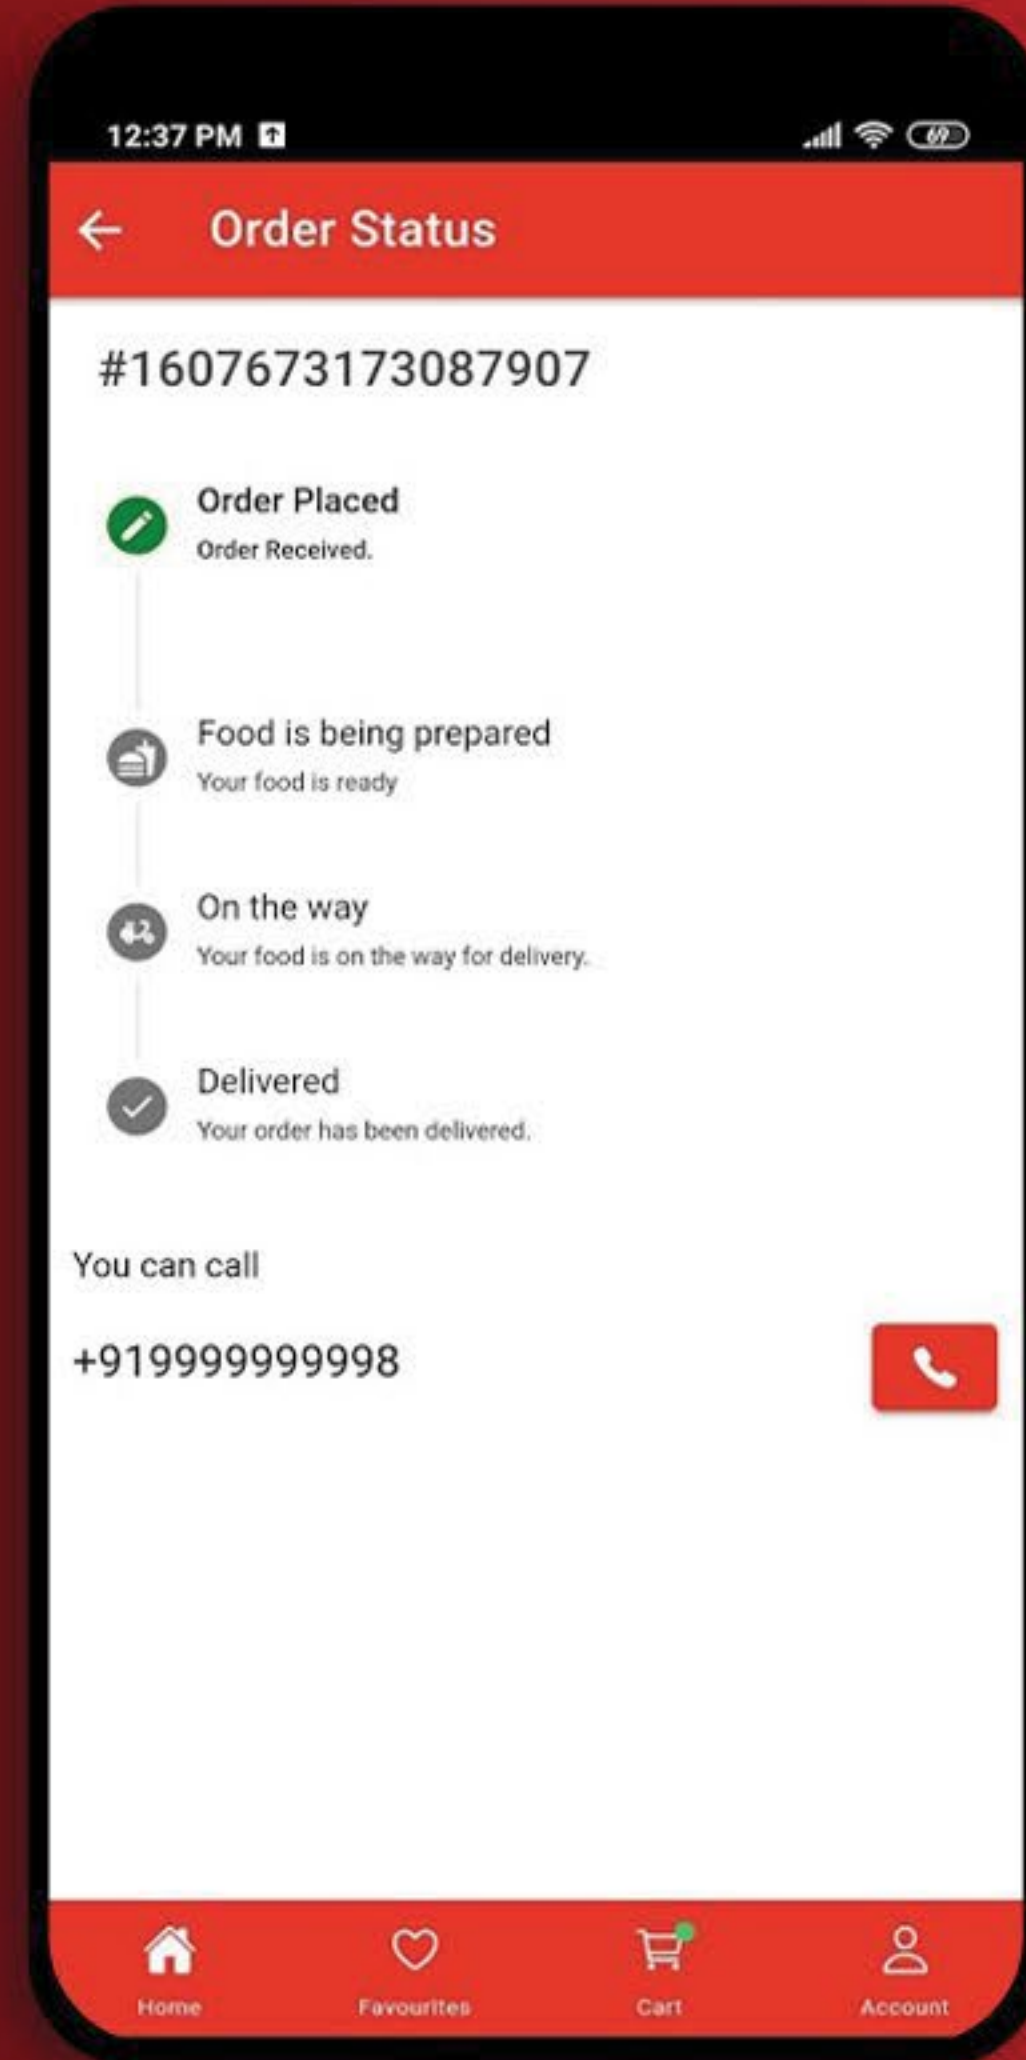 12:37 PM
69
Order Status
#1607673173087907
Order Placed
Order Received.
Food is being prepared
Your food is ready
On the way
Your food is on the way for delivery.
Delivered
Your order has been delivered.
You can call
+919999999998
Home
Favourites
Cart
Account